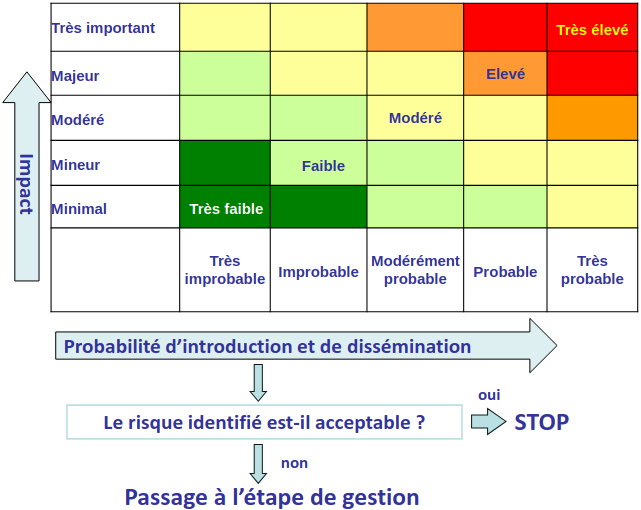 Très important
Très élevé
Majeur
Elevé
Modéré
Modéré
Mineur
Faible
Minimal
Très faible
Impact
Très
improbable
Improbable
Modérément
probable
Probable
Très
probable
Probabilité d’introduction et de dissémination
Le risque identifié est-il acceptable ?
oui
STOP
non
Passage à l’étape de gestion